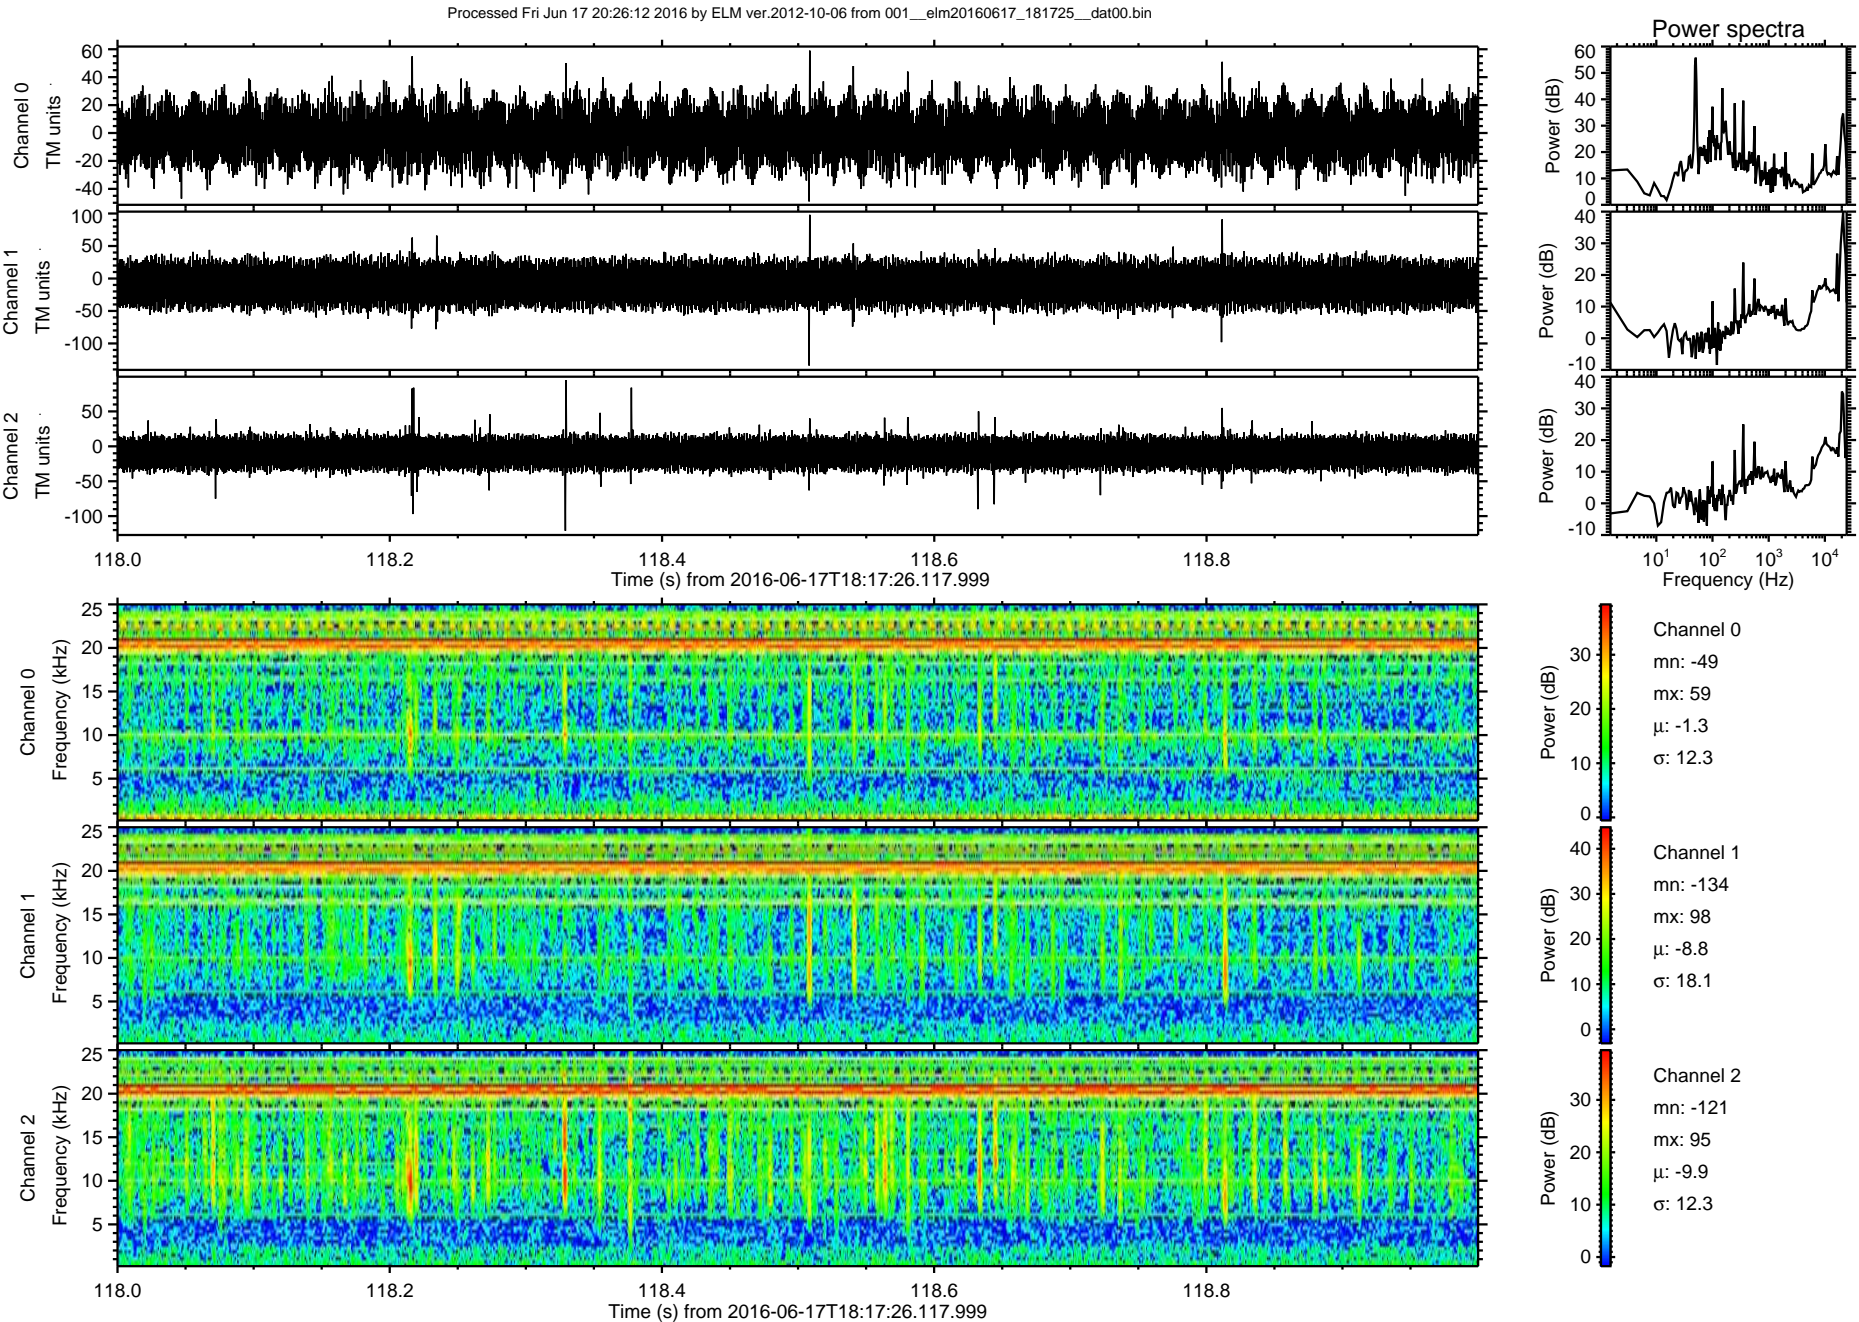 Processed Fri Jun 17 20:26:12 2016 by ELM ver.2012-10-06 from 001__elm20160617_181725__dat00.bin
Power spectra
Channel 0
TM units
60
40
20
0
-20
-40
Power (dB)
60
50
40
30
20
10
0
Channel 1
TM units
100
50
0
-50
-100
Power (dB)
40
30
20
10
0
-10
Channel 2
TM units
50
0
-50
-100
Power (dB)
40
30
20
10
0
-10
118.0 118.2 118.4 118.6 118.8
Time (s) from 2016-06-17T18:17:26.117.999
10^1 10^2 10^3 10^4
Frequency (Hz)
Channel 0
Frequency (kHz)
25
20
15
10
5
Power (dB)
30
20
10
0
Channel 0
mn: -49
mx: 59
μ: -1.3
σ: 12.3
Channel 1
Frequency (kHz)
25
20
15
10
5
Power (dB)
40
30
20
10
0
Channel 1
mn: -134
mx: 98
μ: -8.8
σ: 18.1
Channel 2
Frequency (kHz)
25
20
15
10
5
Power (dB)
30
20
10
0
Channel 2
mn: -121
mx: 95
μ: -9.9
σ: 12.3
118.0 118.2 118.4 118.6 118.8
Time (s) from 2016-06-17T18:17:26.117.999